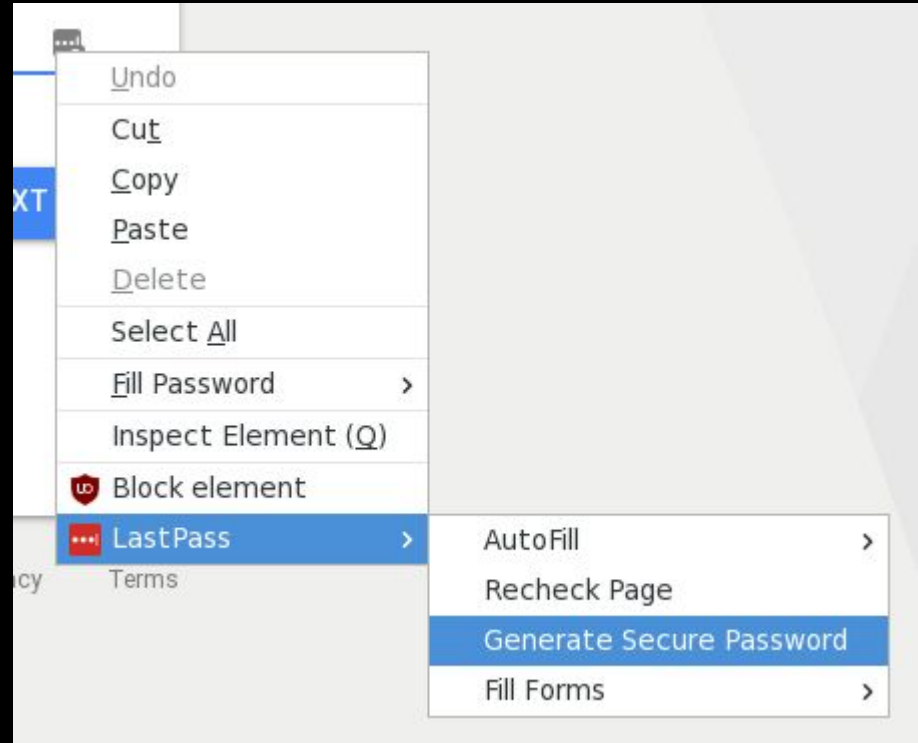 Undo
Cut
Copy
XT
Paste
Delete
Select All
Fill Password
Inspect Element (Q)
Block element
LastPass
AutoFill
cy
Terms
Recheck Page
Generate Secure Password
Fill Forms